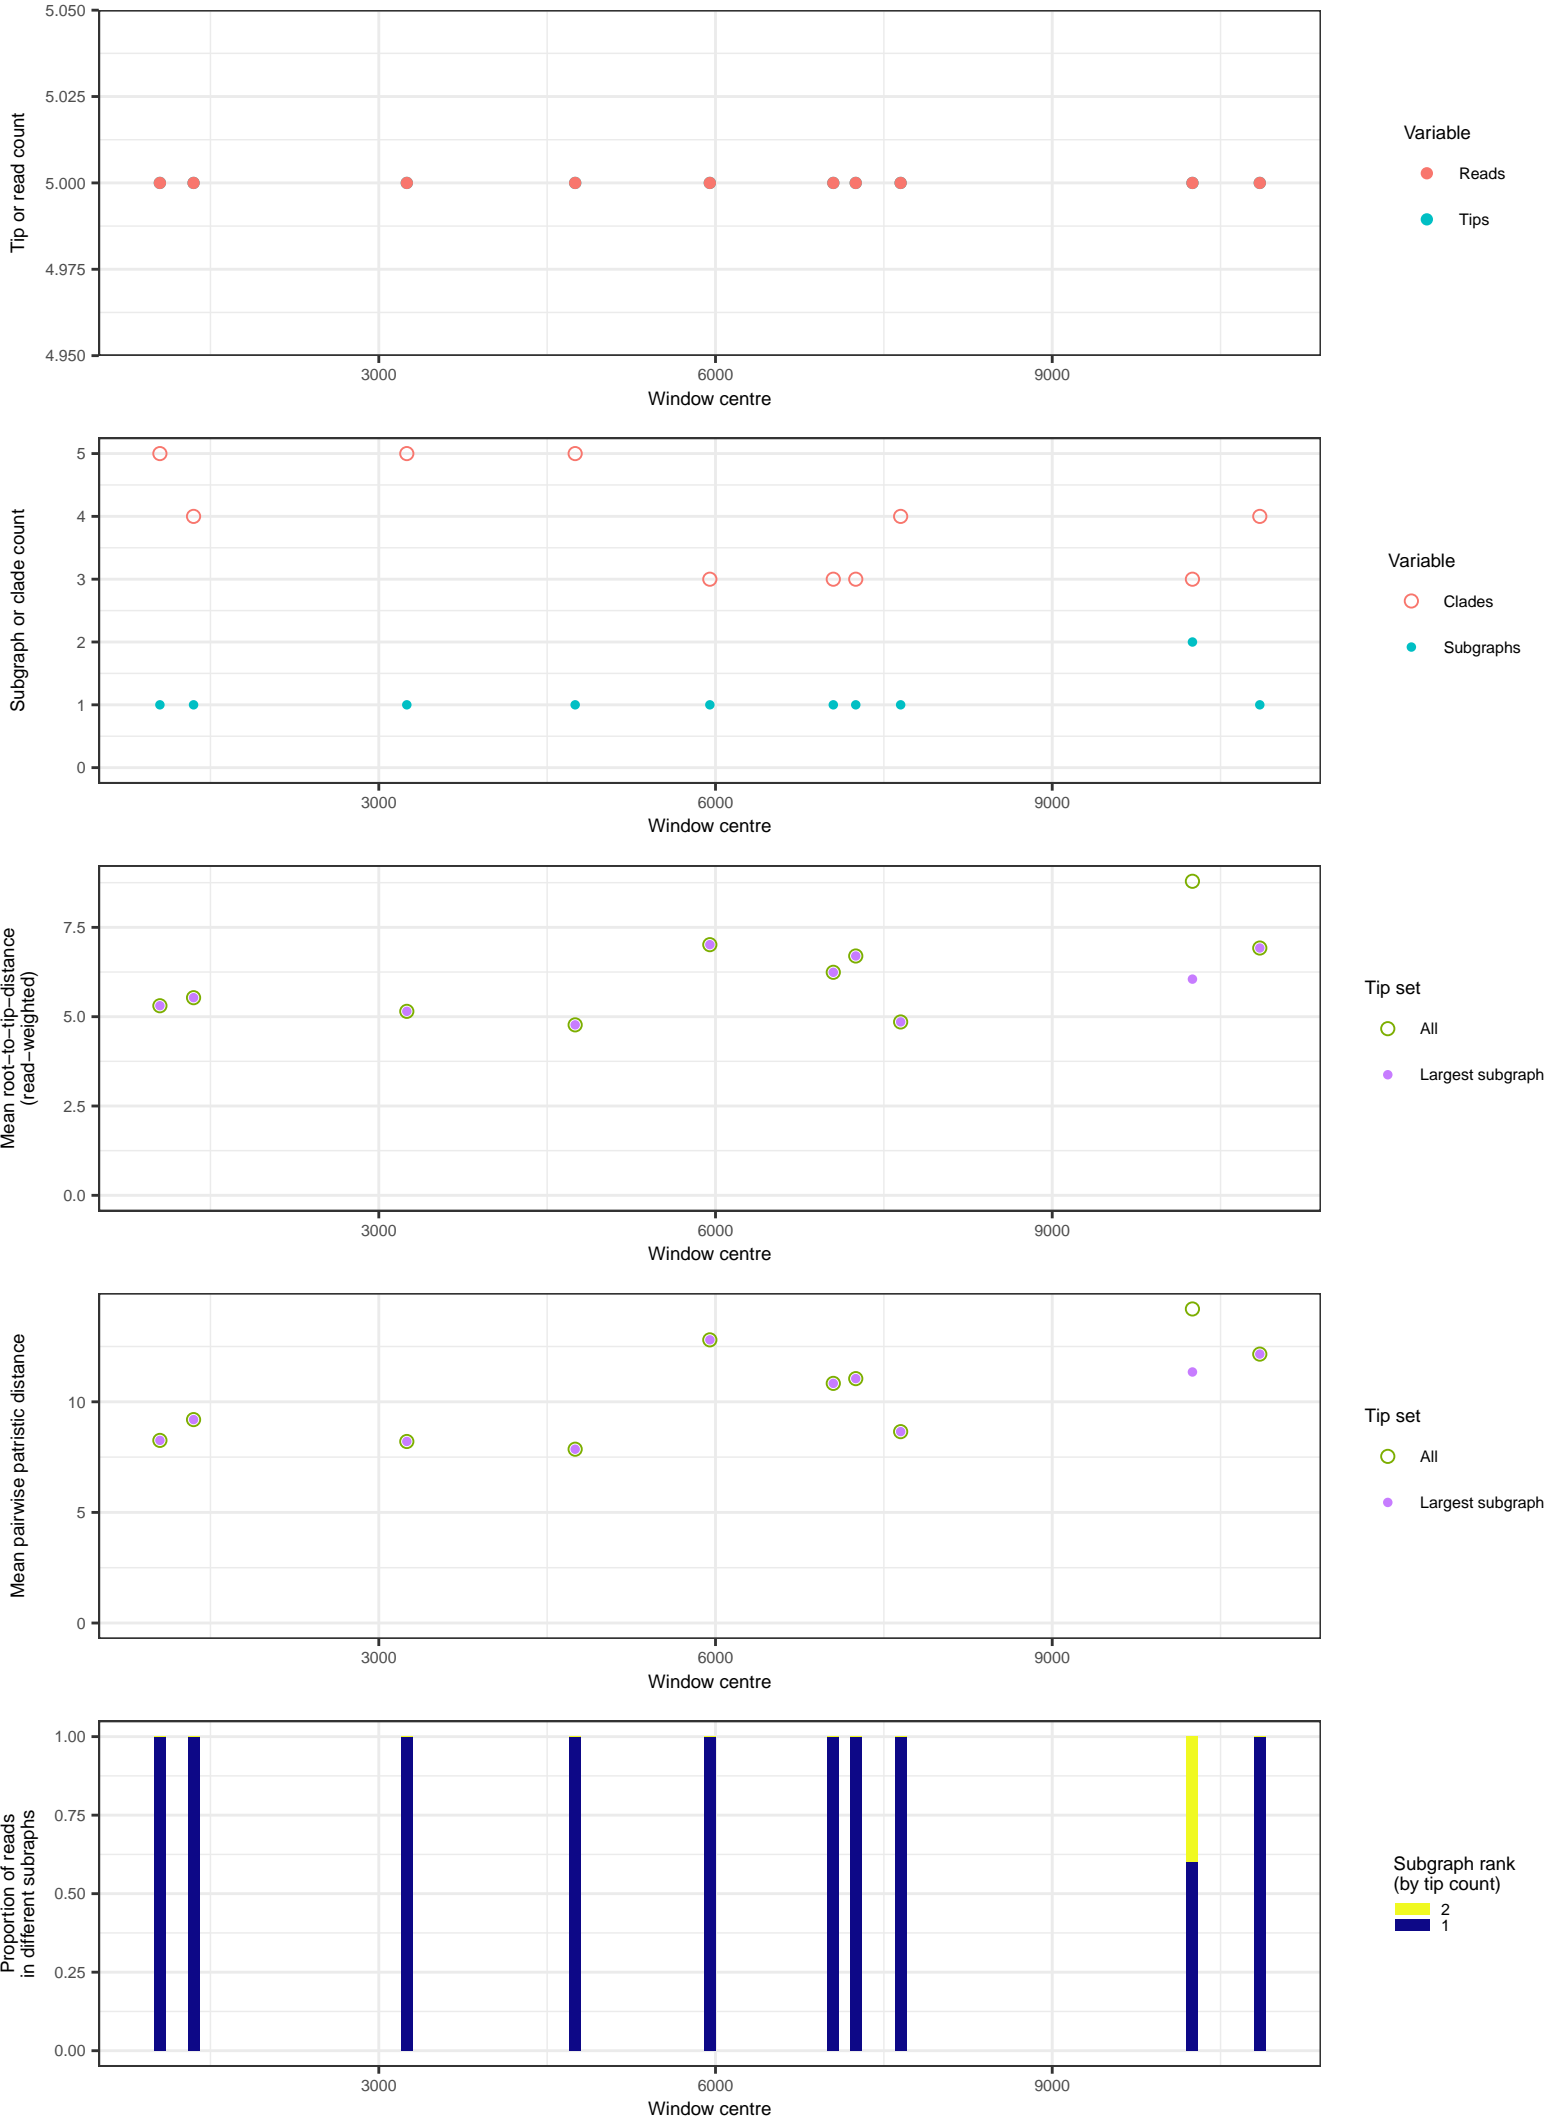 5.050
5.025
5.000
4.975
4.950
Tip or read count
3000 6000 9000
Window centre
Variable
Reads
Tips
5
4
3
2
1
0
Subgraph or clade count
3000 6000 9000
Window centre
Variable
Clades
Subgraphs
7.5
5.0
2.5
0.0
Mean root−to−tip−distance
(read−weighted)
3000 6000 9000
Window centre
Tip set
All
Largest subgraph
10
5
0
Mean pairwise patristic distance
3000 6000 9000
Window centre
Tip set
All
Largest subgraph
1.00
0.75
0.50
0.25
0.00
Proportion of reads
in different subraphs
3000 6000 9000
Window centre
Subgraph rank
(by tip count)
2
1